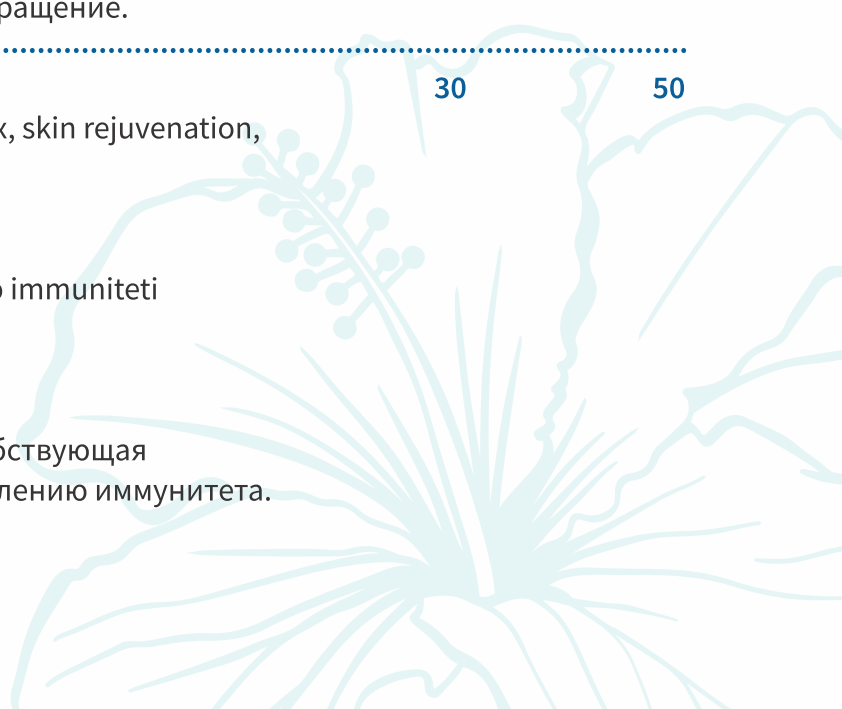 ращение.
30 50
x, skin rejuvenation,
immuniteti
бствующая
лению иммунитета.